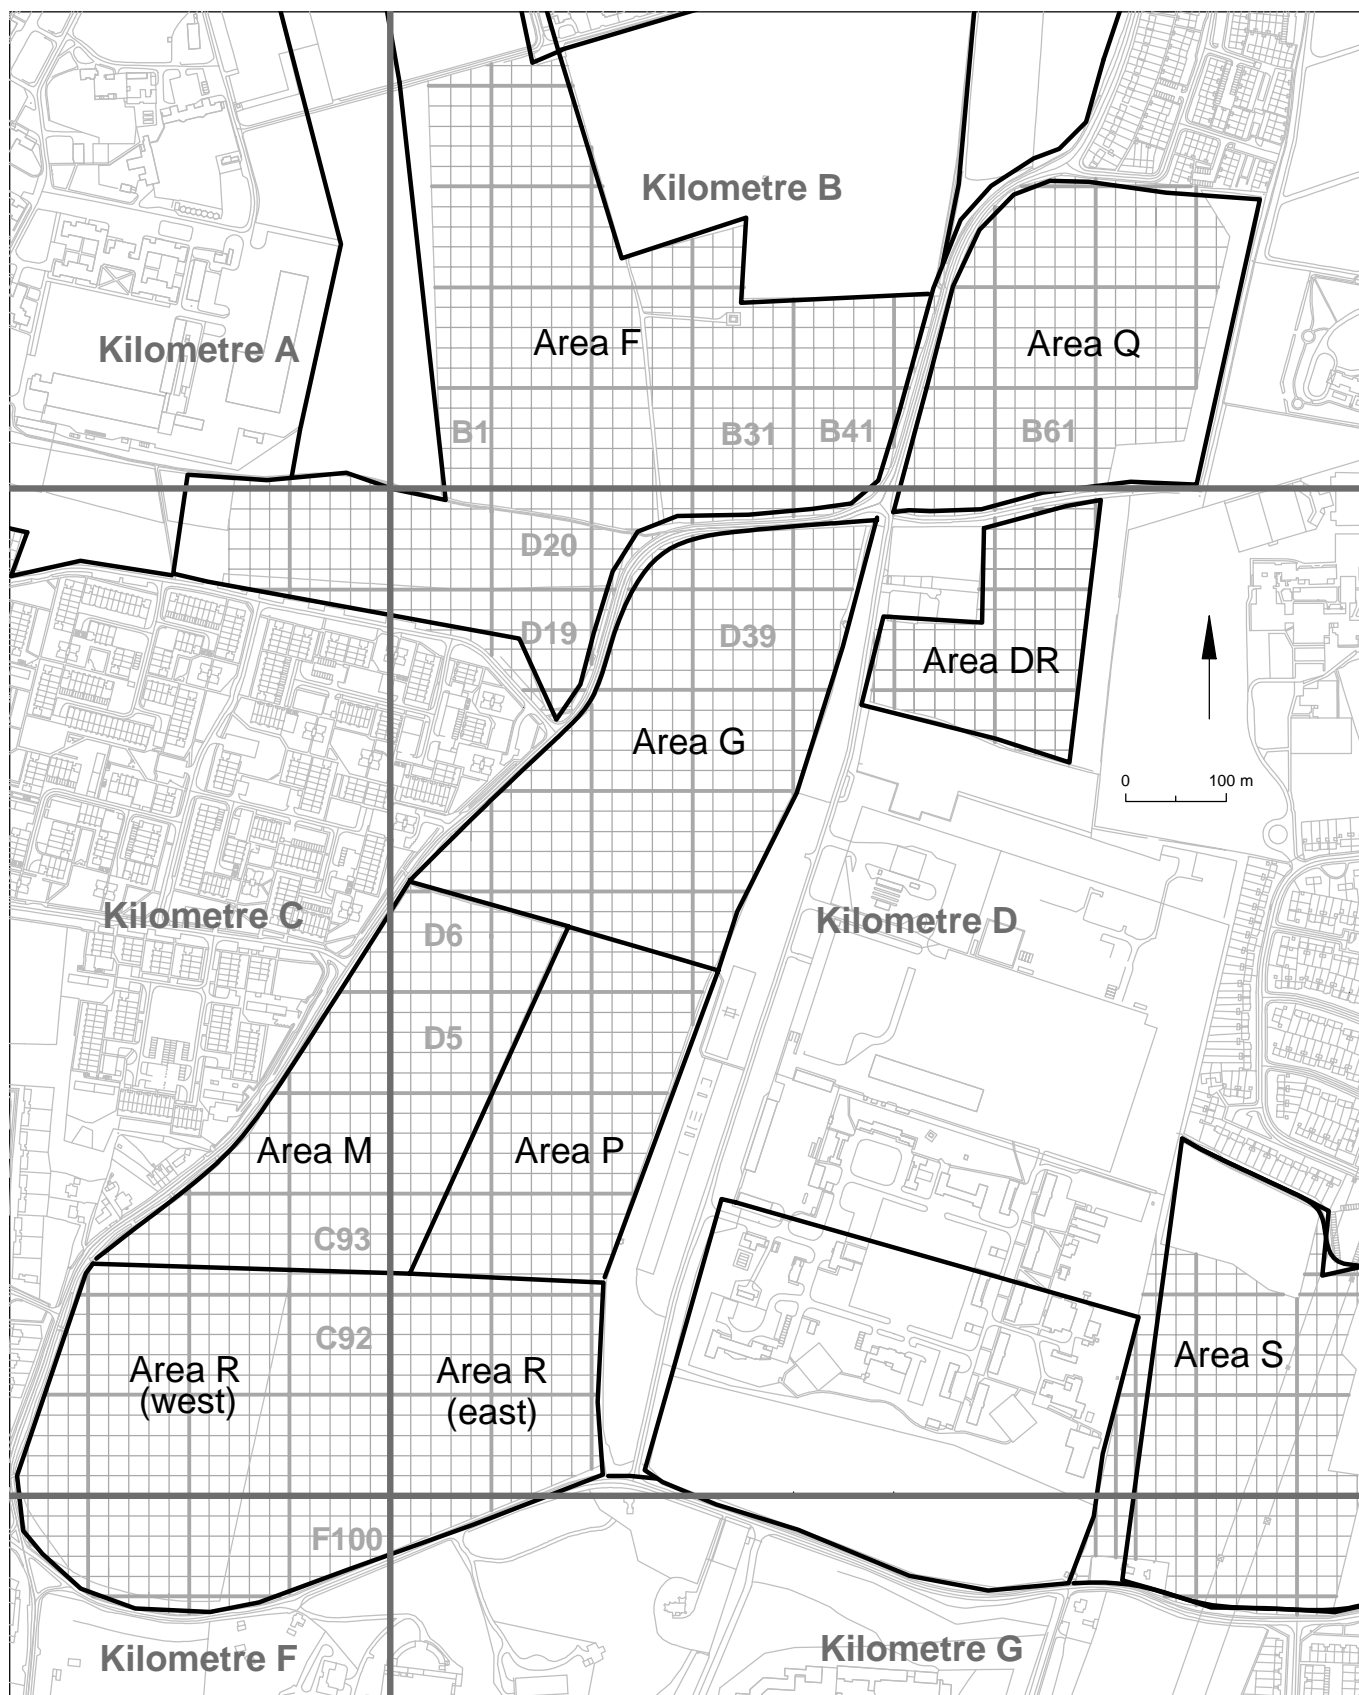 Kilometre B
Area F
Area Q
Kilometre A
B1
B31
B41
B61
D20
D19
D39
Area DR
Area G
0
100 m
Kilometre C
Kilometre D
D6
D5
Area M
Area P
C93
C92
Area R
(west)
Area R
(east)
Area S
F100
Kilometre F
Kilometre G